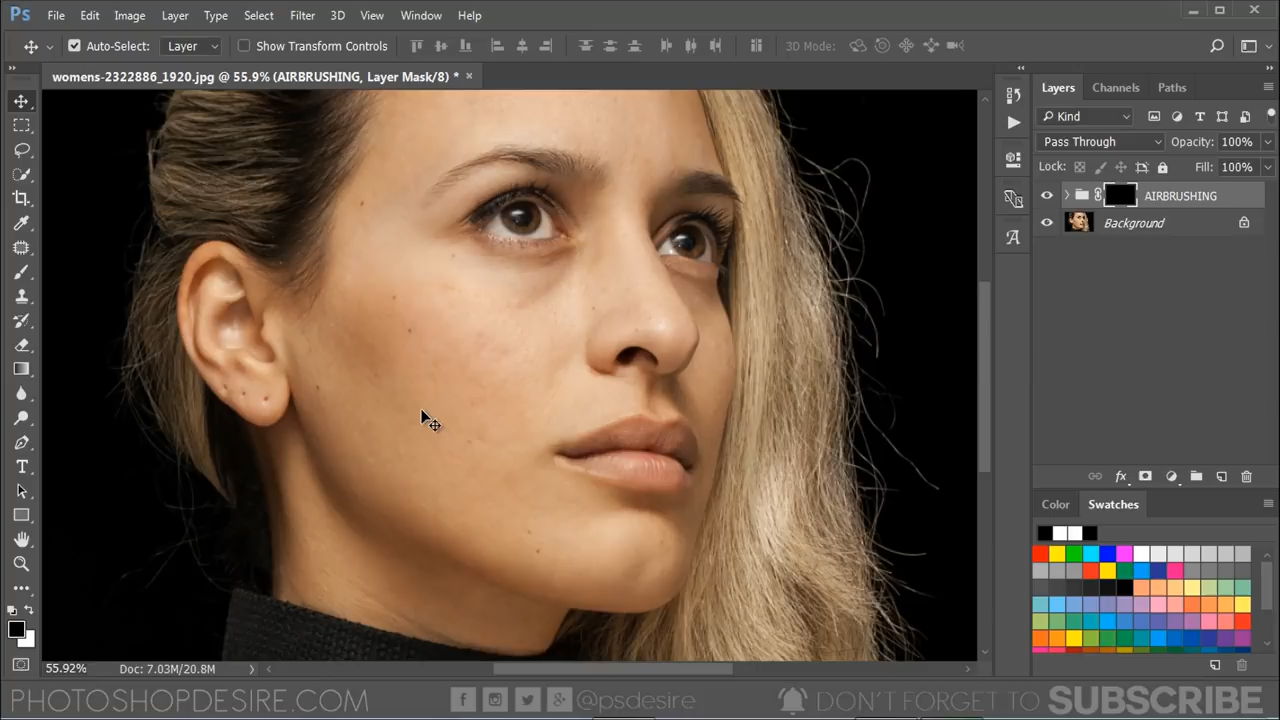 Ps File Edit Image Layer Type Select Filter 3D View Window Help
Auto-Select: Layer Show Transform Controls 3D Mode:
womens-2322886_1920.jpg @ 55.9% (AIRBRUSHING, Layer Mask/8) *
Layers Channels Paths
Kind
Pass Through Opacity: 100%
Lock: Fill: 100%
AIRBRUSHING
Background
fx
Color Swatches
55.92% Doc: 7.03M/20.8M
PHOTOSHOPDESIRE.COM @psdesire DON'T FORGET TO SUBSCRIBE